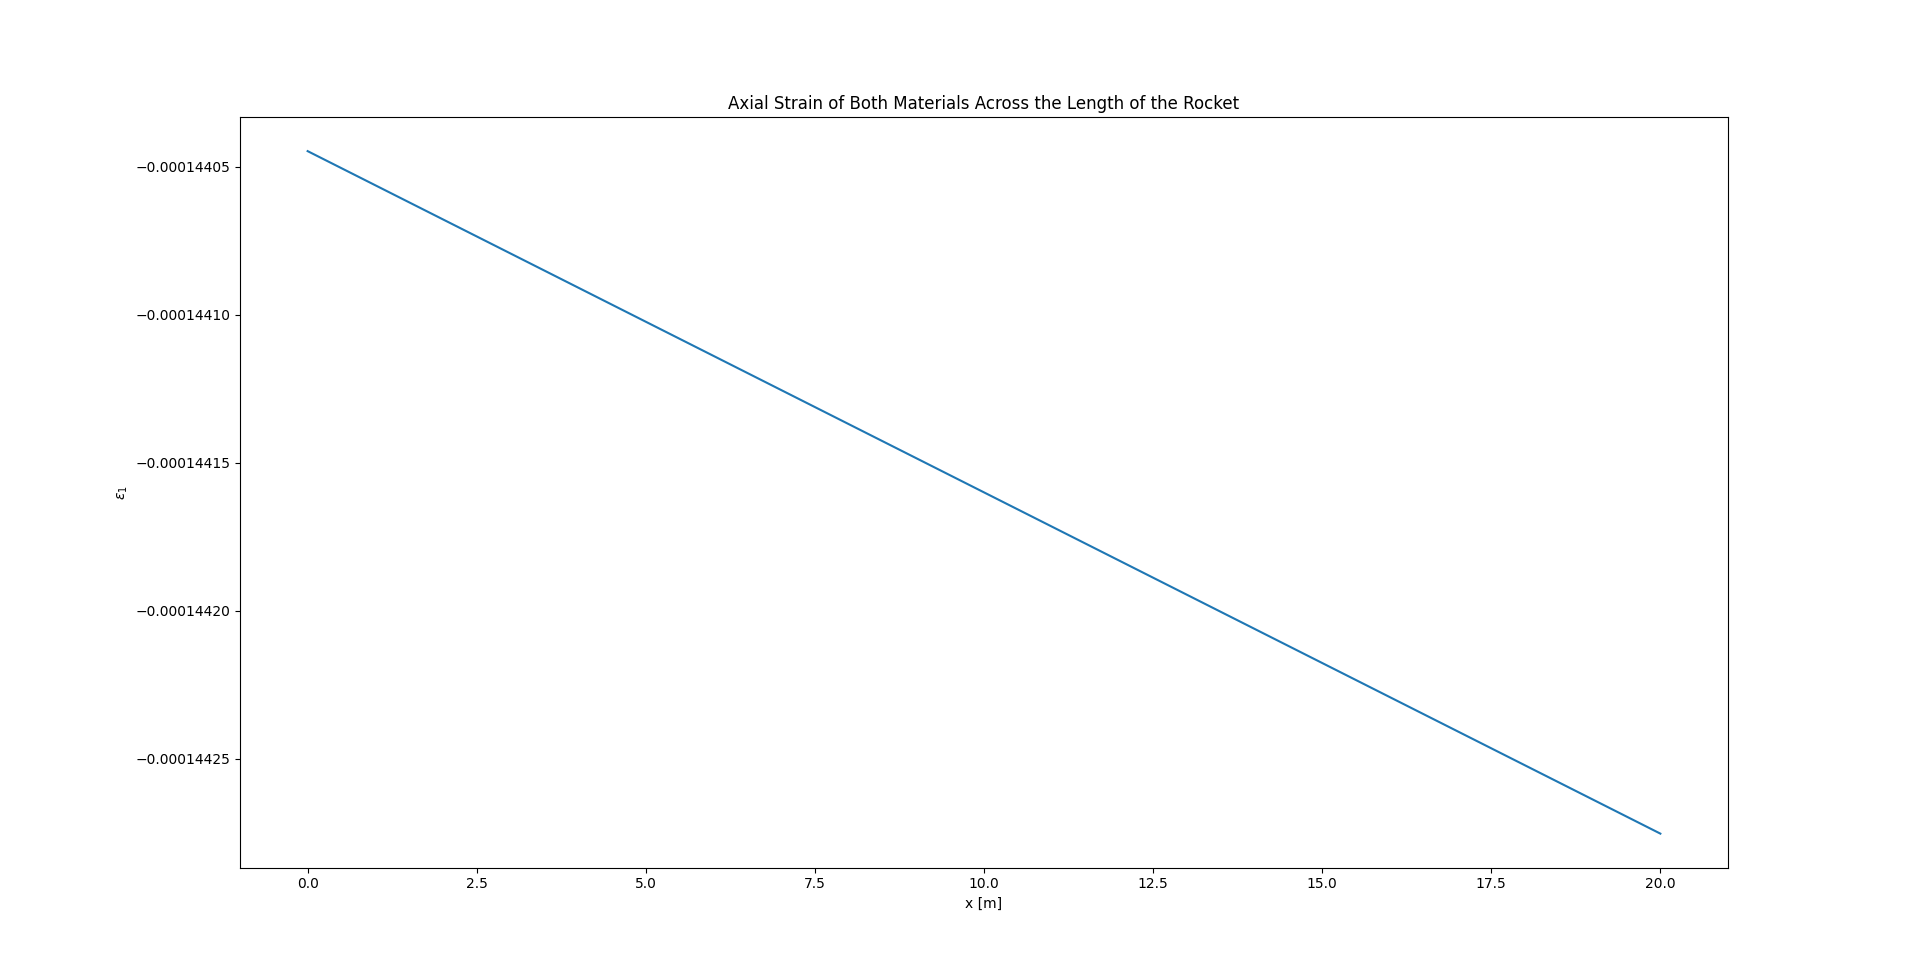 Axial Strain of Both Materials Across the Length of the Rocket
−0.00014405
−0.00014410
−0.00014415
−0.00014420
−0.00014425
ε₁
0.0 2.5 5.0 7.5 10.0 12.5 15.0 17.5 20.0
x [m]